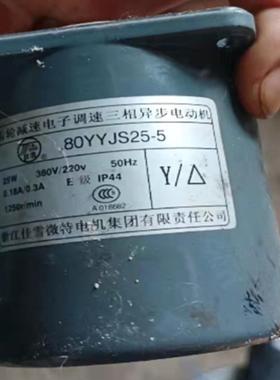 轮减速电子调速三相异步电动机
80YYJS25-5
25W 380V/220v 50Hz
0.18A/0.3A E 级 IP44
1250r/min
Y/△
CCC
A 018682
浙江佳雪微特电机集团有限责任公司